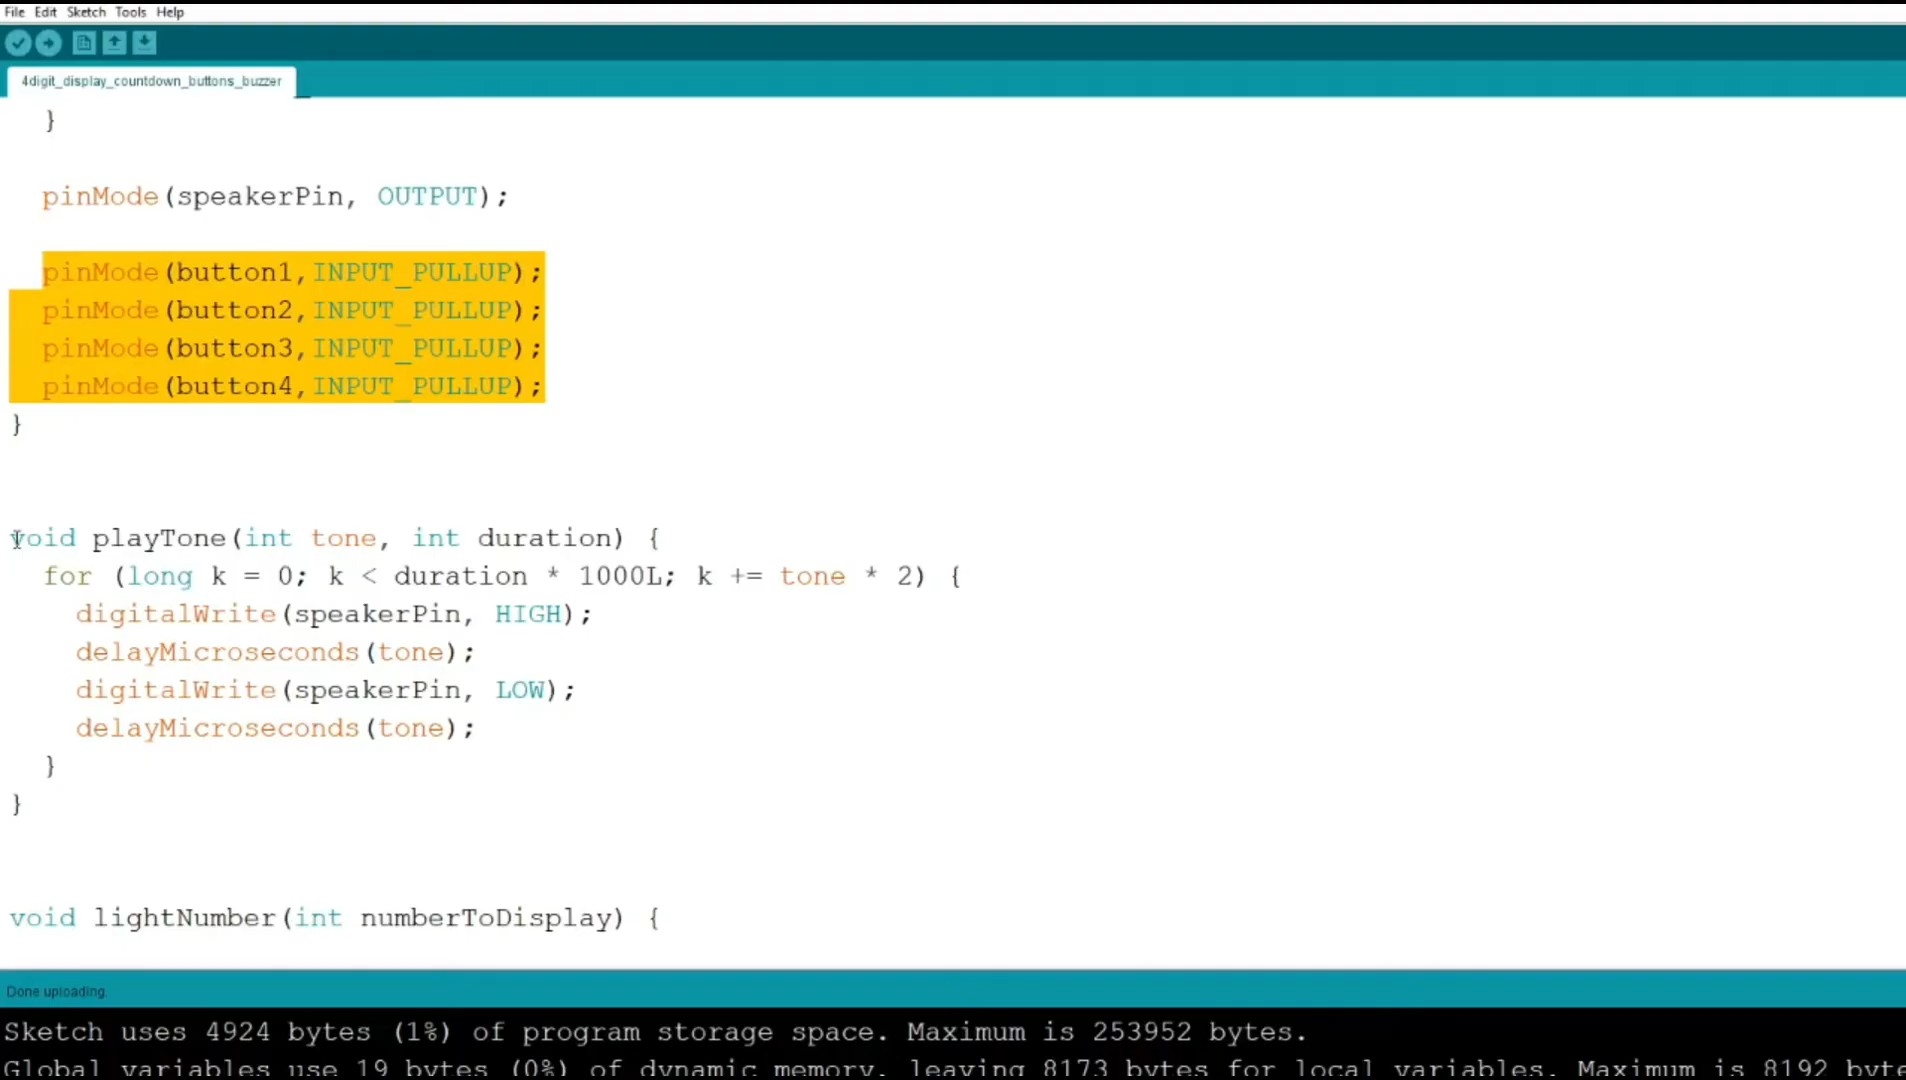 File Edit Sketch Tools Help
4digit_display_countdown_buttons_buzzer
}
pinMode(speakerPin, OUTPUT);
pinMode(button1,INPUT_PULLUP);
pinMode(button2,INPUT_PULLUP);
pinMode(button3,INPUT_PULLUP);
pinMode(button4,INPUT_PULLUP);
}
void playTone(int tone, int duration) {
for (long k = 0; k < duration * 1000L; k += tone * 2) {
digitalWrite(speakerPin, HIGH);
delayMicroseconds(tone);
digitalWrite(speakerPin, LOW);
delayMicroseconds(tone);
}
}
void lightNumber(int numberToDisplay) {
Done uploading.
Sketch uses 4924 bytes (1%) of program storage space. Maximum is 253952 bytes.
Global variables use 19 bytes (0%) of dynamic memory, leaving 8173 bytes for local variables. Maximum is 8192 byte